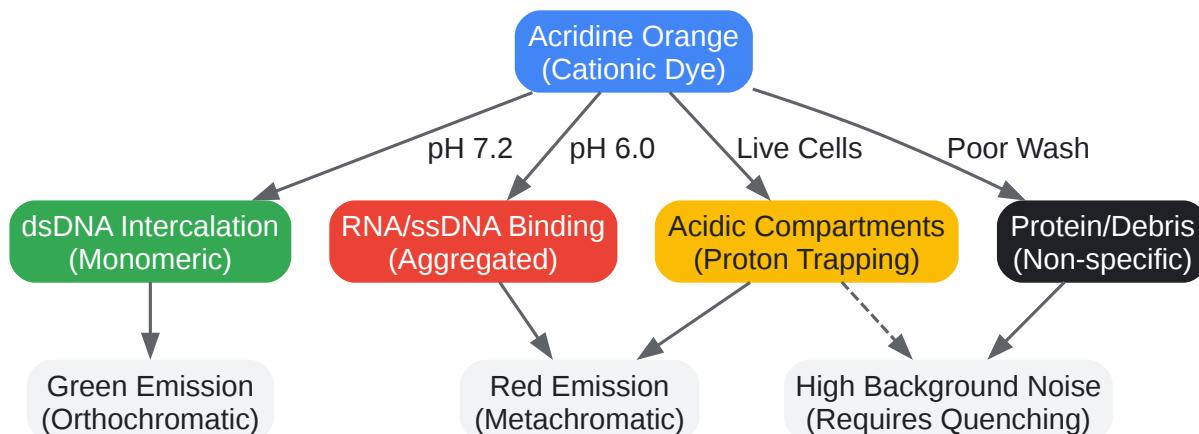 Acridine Orange
(Cationic Dye)
pH 7.2
pH 6.0
Live Cells
Poor Wash
dsDNA Intercalation
(Monomeric)
RNA/ssDNA Binding
(Aggregated)
Acidic Compartments
(Proton Trapping)
Protein/Debris
(Non-specific)
Green Emission
(Orthochromatic)
Red Emission
(Metachromatic)
High Background Noise
(Requires Quenching)